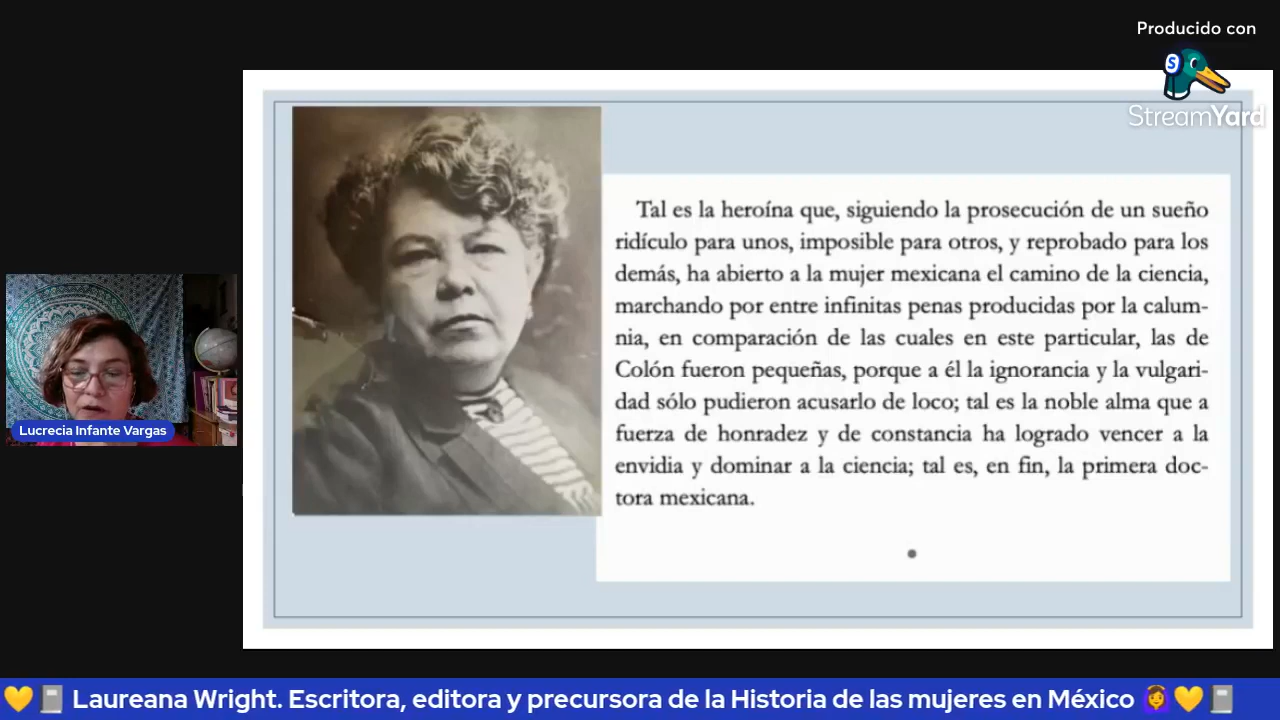 Producido con
StreamYard
Tal es la heroína que, siguiendo la prosecución de un sueño
ridículo para unos, imposible para otros, y reprobado para los
demás, ha abierto a la mujer mexicana el camino de la ciencia,
marchando por entre infinitas penas producidas por la calum-
nia, en comparación de las cuales en este particular, las de
Colón fueron pequeñas, porque a él la ignorancia y la vulgari-
dad sólo pudieron acusarlo de loco; tal es la noble alma que a
fuerza de honradez y de constancia ha logrado vencer a la
envidia y dominar a la ciencia; tal es, en fin, la primera doc-
tora mexicana.
Lucrecia Infante Vargas
💛📔 Laureana Wright. Escritora, editora y precursora de la Historia de las mujeres en México 🙆‍♀️💛📔